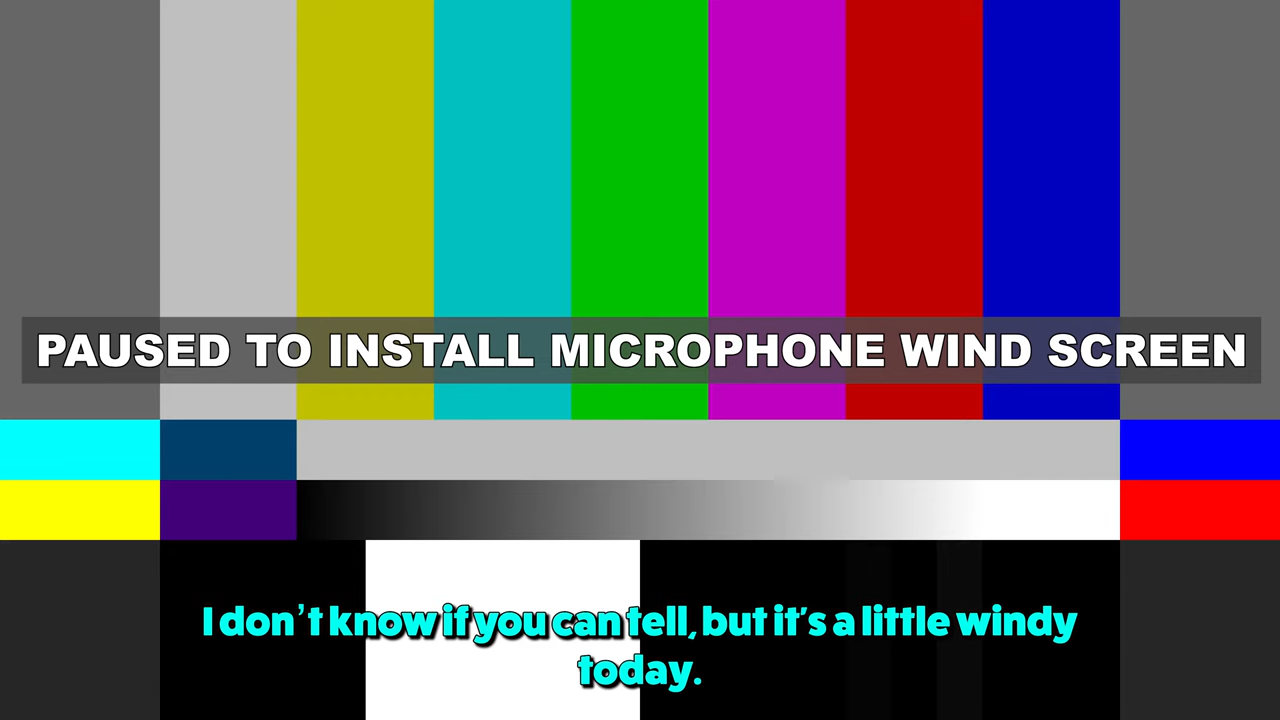 PAUSED TO INSTALL MICROPHONE WIND SCREEN
I don't know if you can tell, but it's a little windy
today.